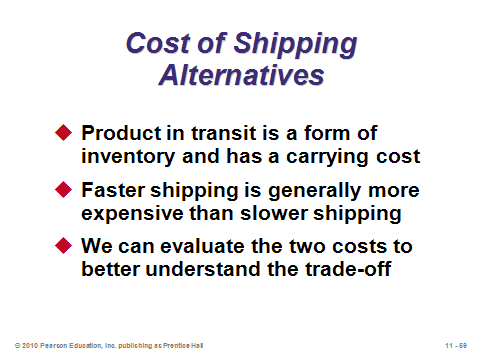 Cost of Shipping
Alternatives
Product in transit is a form of
inventory and has a carrying cost
Faster shipping is generally more
expensive than slower shipping
We can evaluate the two costs to
better understand the trade-off
© 2010 Pearson Education, Inc. publishing as Prentice Hall
11 - 59